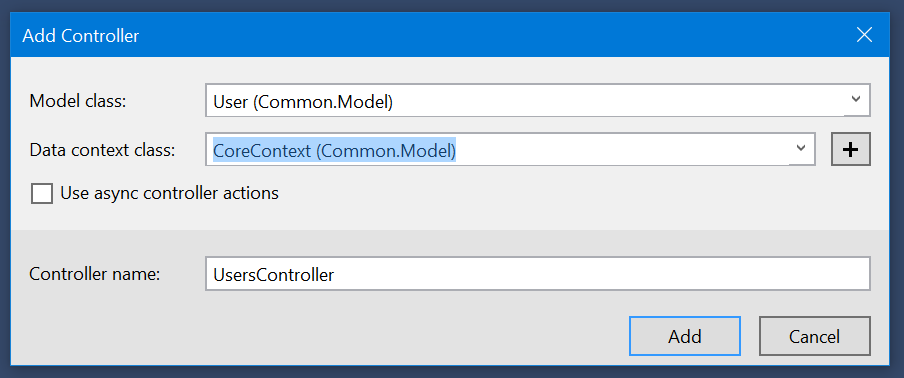 Add Controller
Model class: User (Common.Model)
Data context class: CoreContext (Common.Model)
Use async controller actions
Controller name: UsersController
Add Cancel